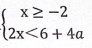 x ≥ -2
2x<6 + 4a